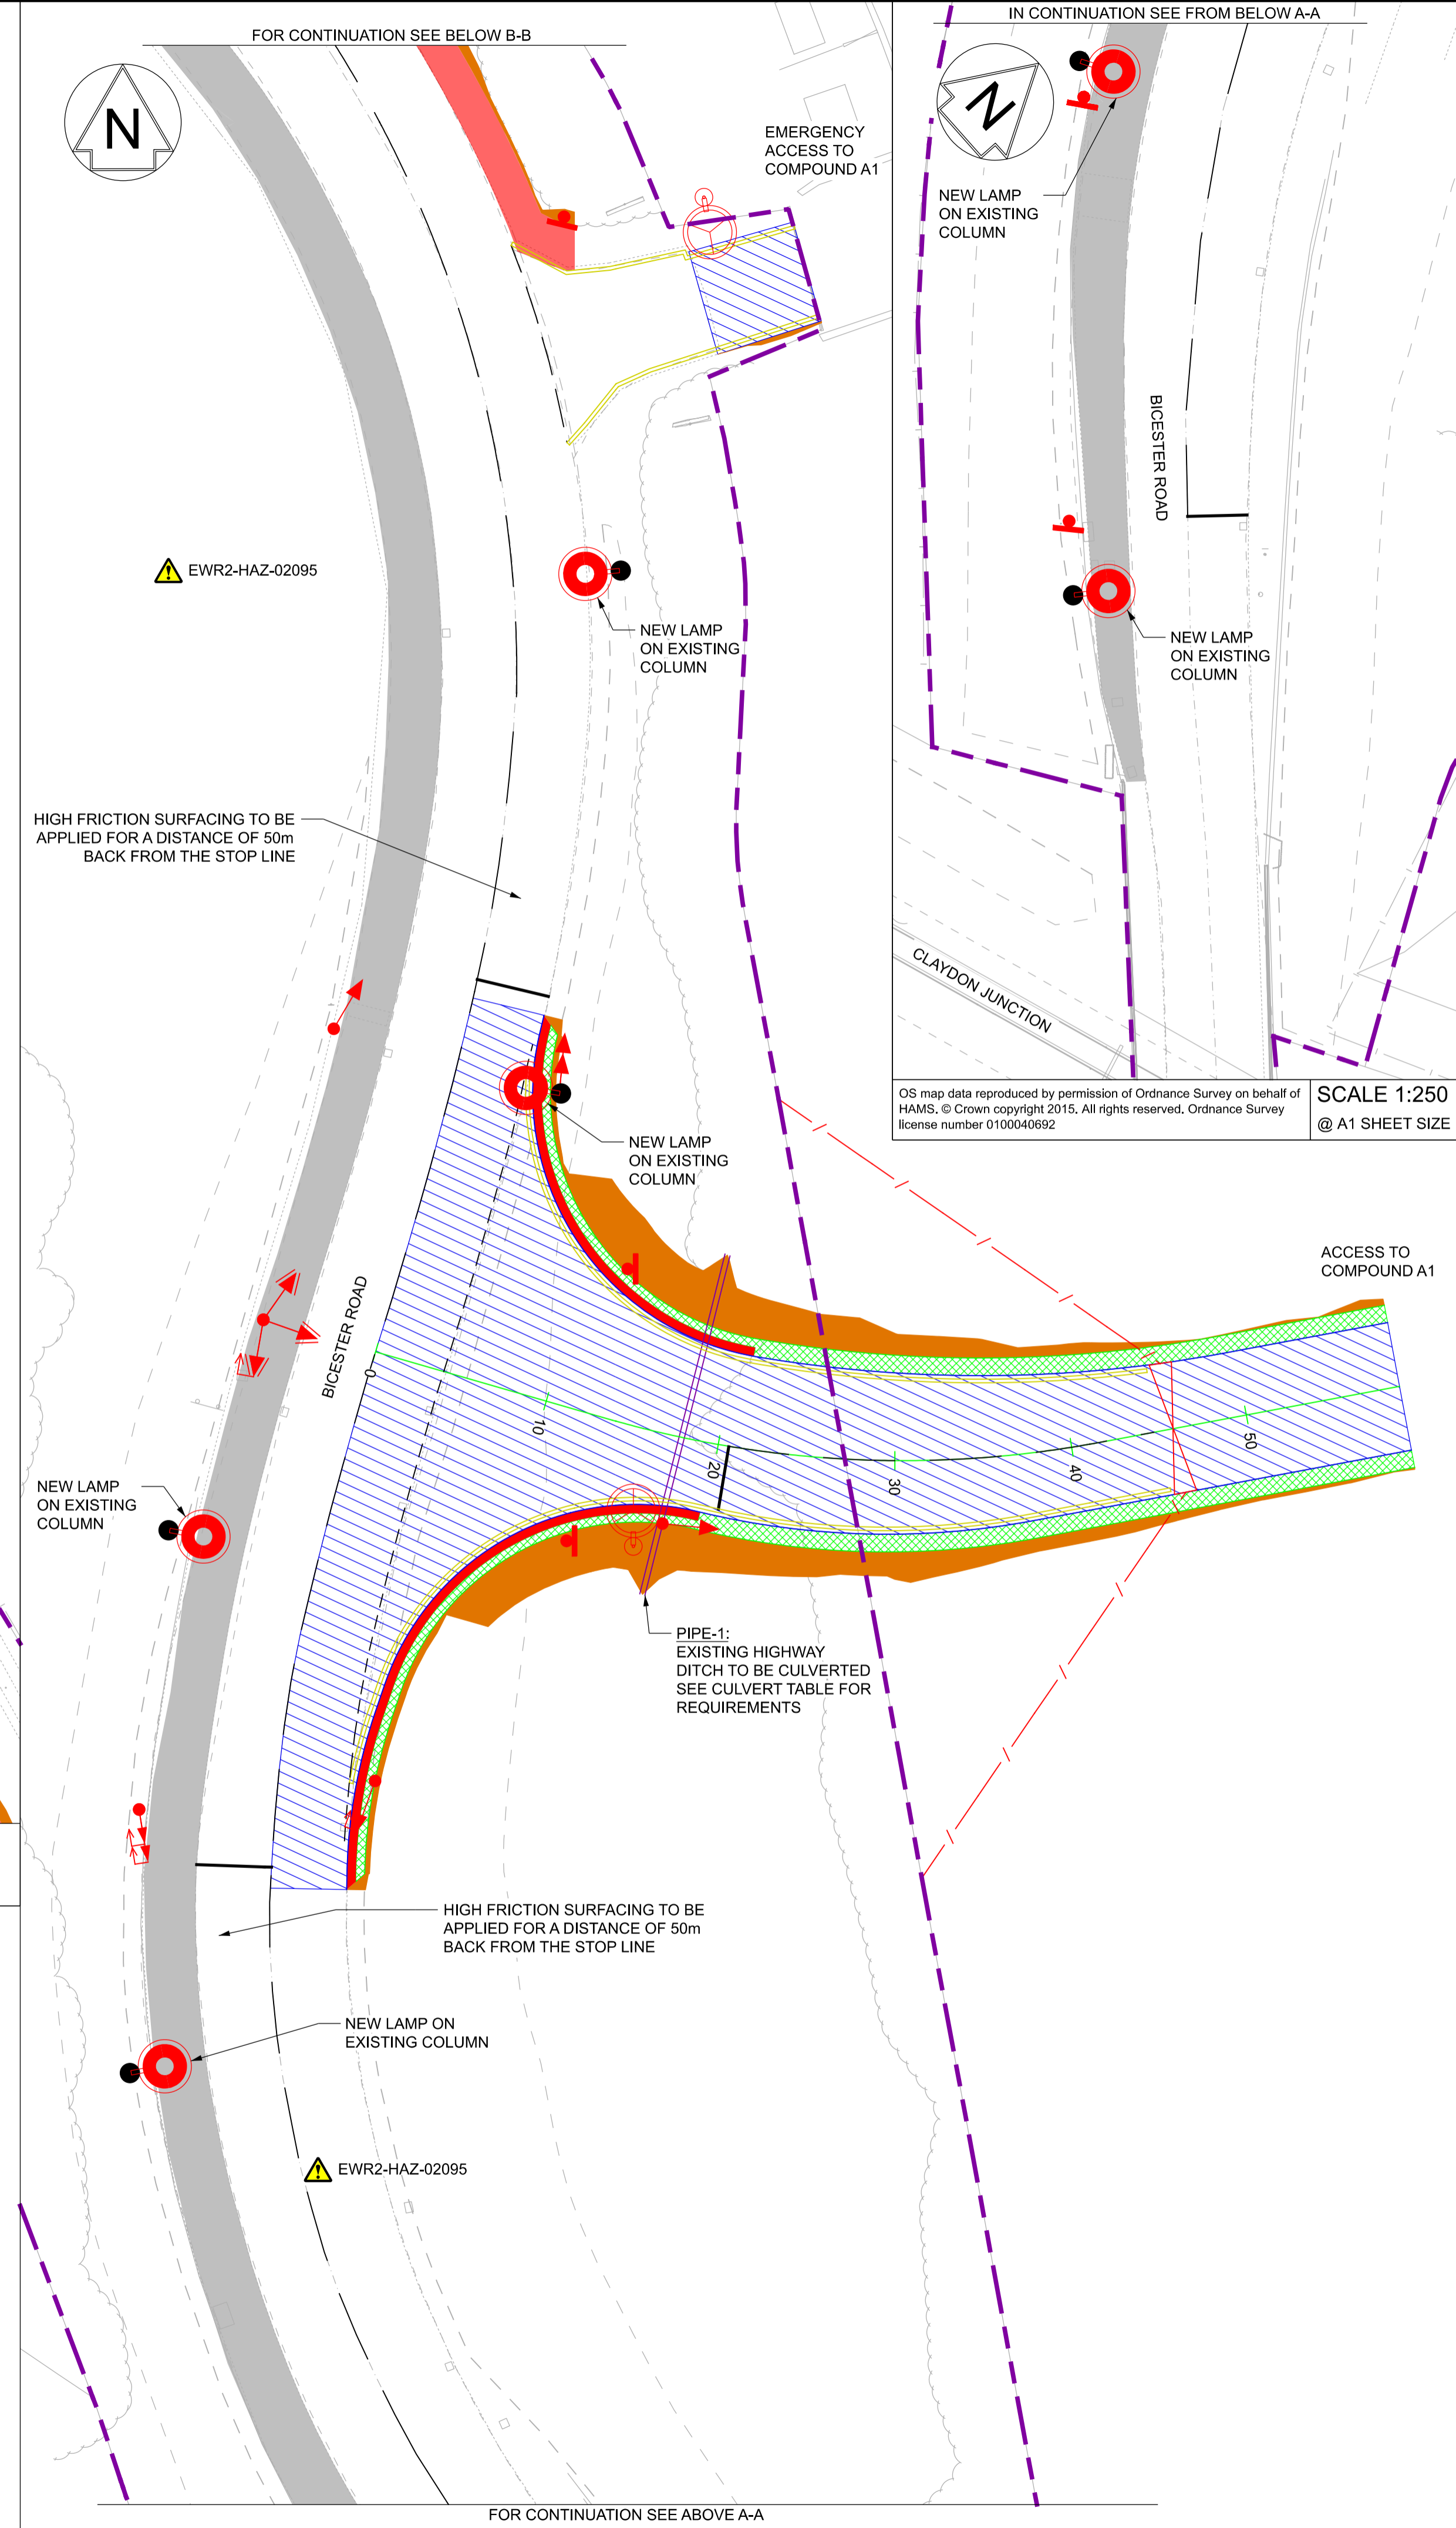 FOR CONTINUATION SEE BELOW B-B
N
EMERGENCY
ACCESS TO
COMPOUND A1
IN CONTINUATION SEE FROM BELOW A-A
N
NEW LAMP
ON EXISTING
COLUMN
BICESTER ROAD
NEW LAMP
ON EXISTING
COLUMN
CLAYDON JUNCTION
OS map data reproduced by permission of Ordnance Survey on behalf of
HAMS. © Crown copyright 2015. All rights reserved. Ordnance Survey
license number 0100040692
SCALE 1:250
@ A1 SHEET SIZE
EWR2-HAZ-02095
NEW LAMP
ON EXISTING
COLUMN
HIGH FRICTION SURFACING TO BE
APPLIED FOR A DISTANCE OF 50m
BACK FROM THE STOP LINE
NEW LAMP
ON EXISTING
COLUMN
ACCESS TO
COMPOUND A1
BICESTER ROAD
0
10
20
30
40
50
NEW LAMP
ON EXISTING
COLUMN
PIPE-1:
EXISTING HIGHWAY
DITCH TO BE CULVERTED
SEE CULVERT TABLE FOR
REQUIREMENTS
HIGH FRICTION SURFACING TO BE
APPLIED FOR A DISTANCE OF 50m
BACK FROM THE STOP LINE
NEW LAMP ON
EXISTING COLUMN
EWR2-HAZ-02095
FOR CONTINUATION SEE ABOVE A-A